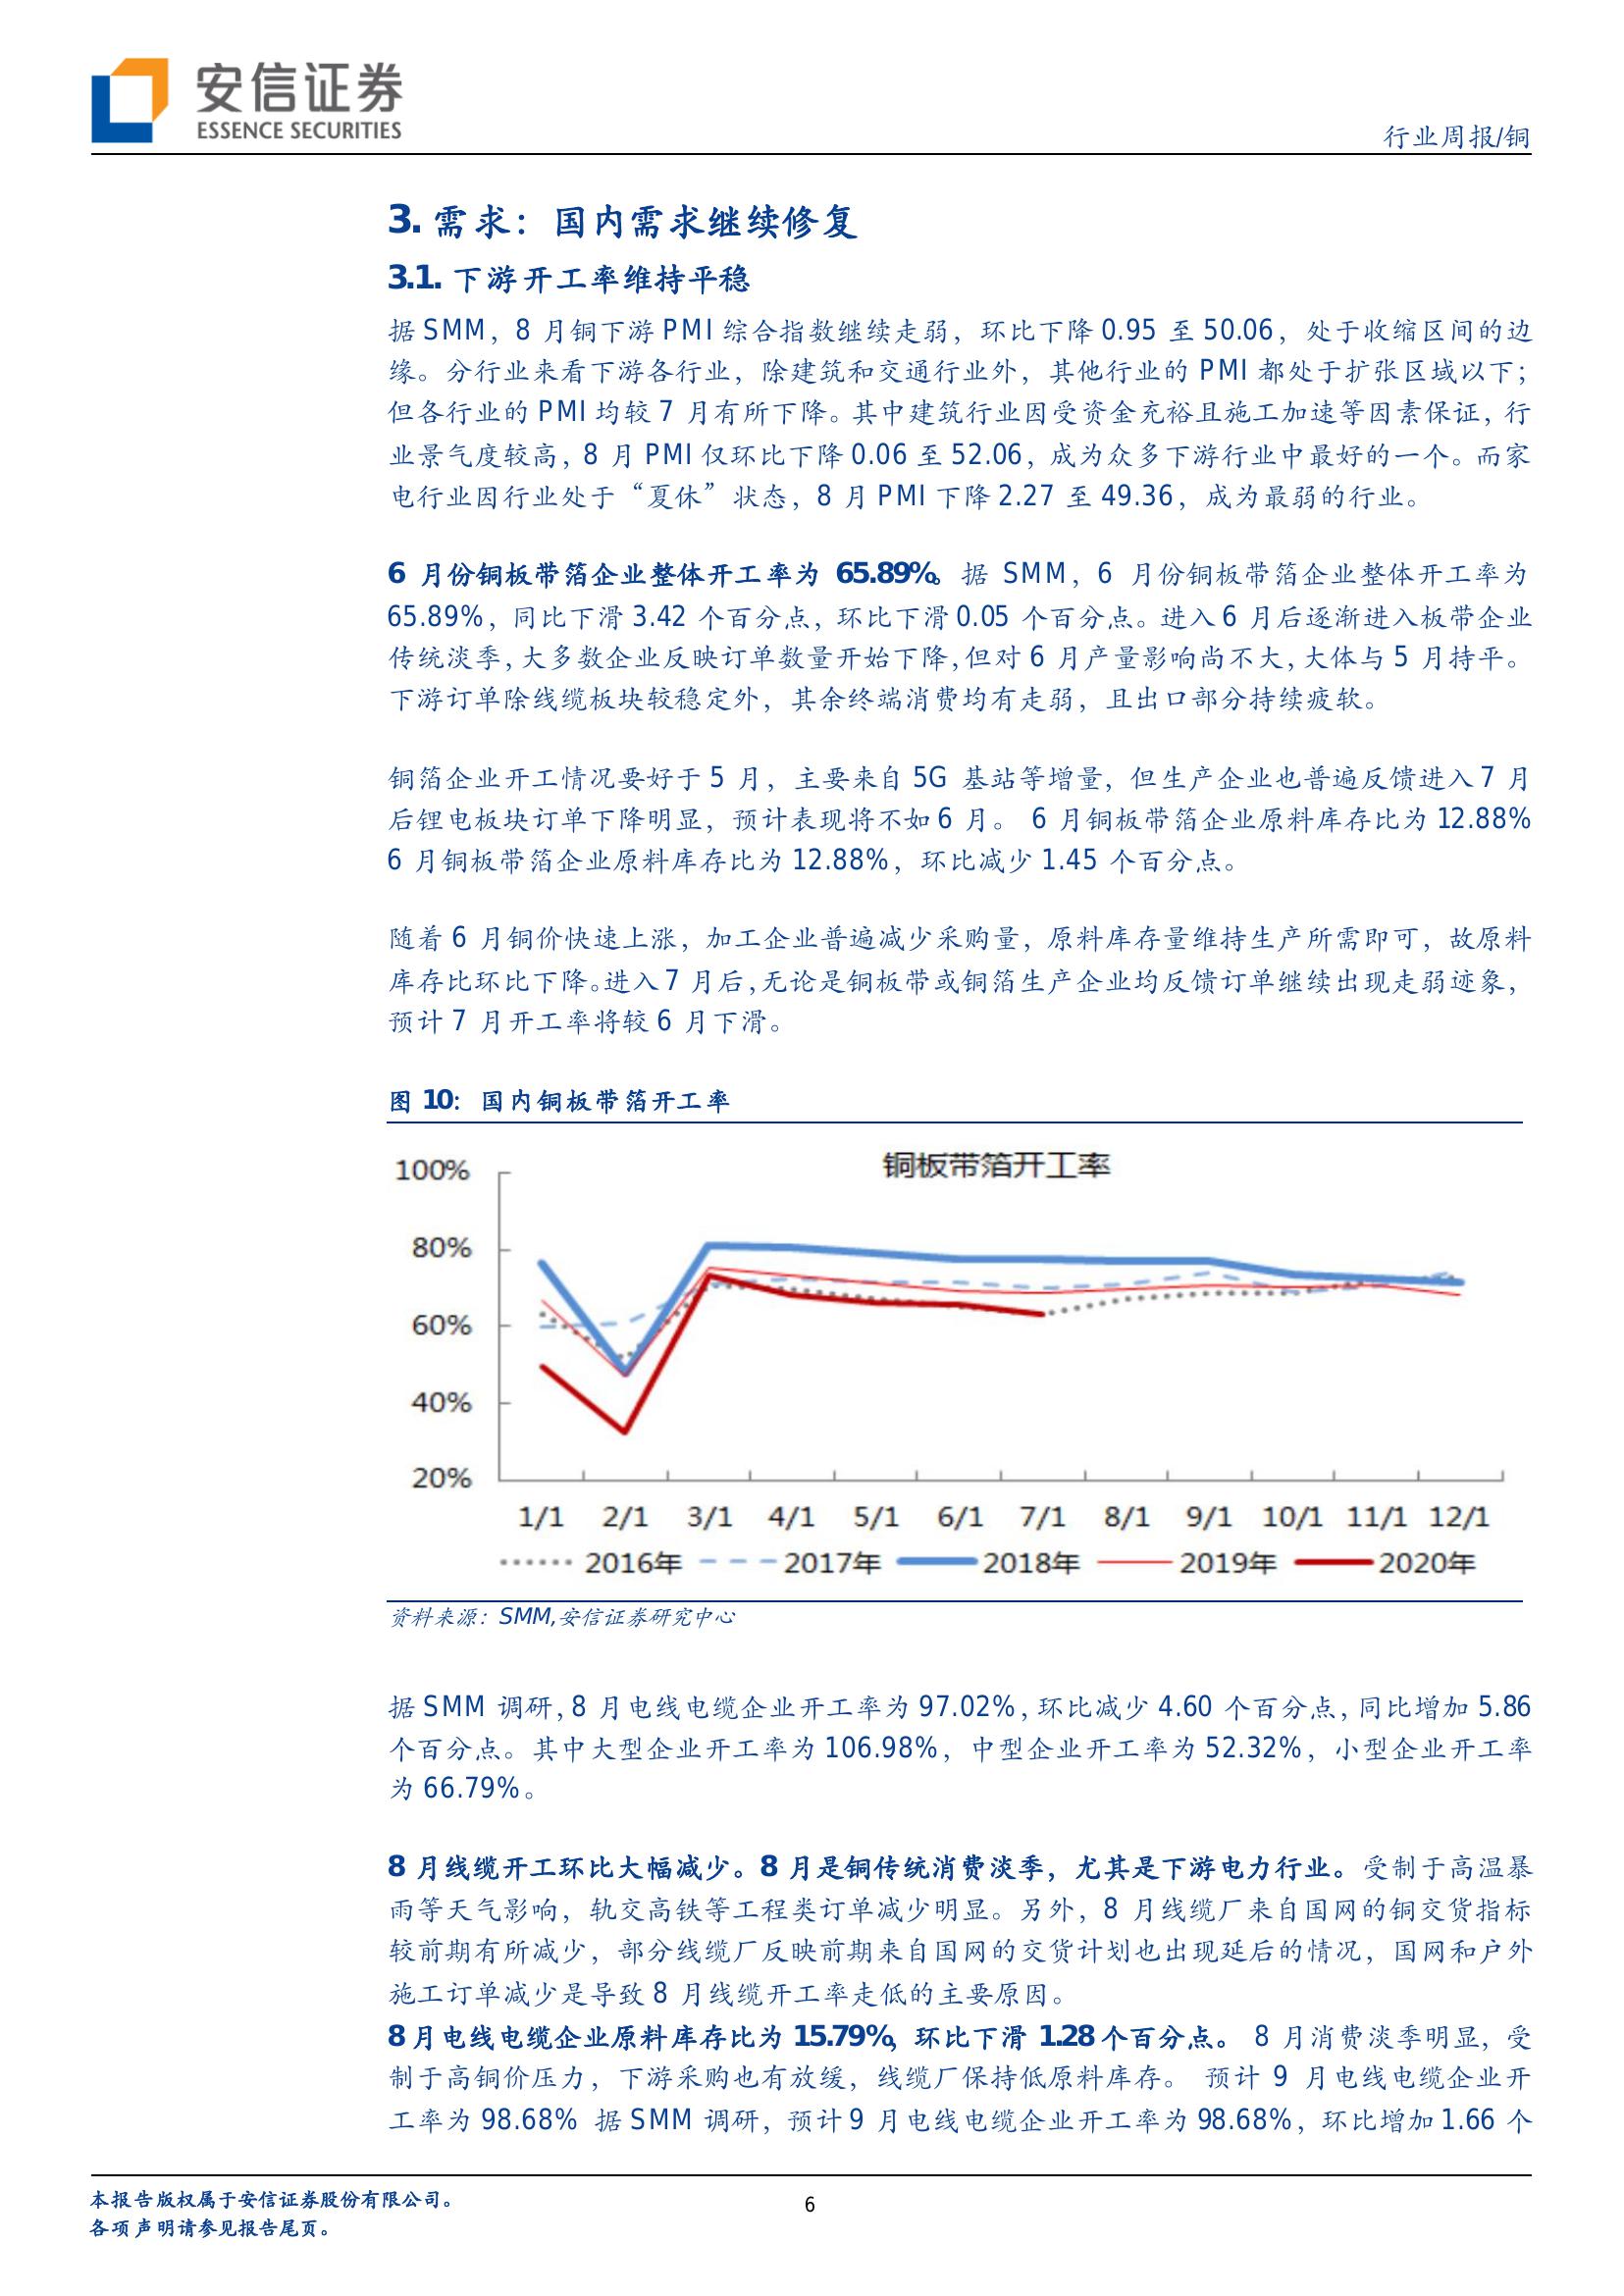 安信证券
ESSENCE SECURITIES
行业周报/铜
3. 需求：国内需求继续修复
3.1. 下游开工率维持平稳
据 SMM，8 月铜下游 PMI 综合指数继续走弱，环比下降 0.95 至 50.06，处于收缩区间的边
缘。分行业来看下游各行业，除建筑和交通行业外，其他行业的 PMI 都处于扩张区域以下；
但各行业的 PMI 均较 7 月有所下降。其中建筑行业因受资金充裕且施工加速等因素保证，行
业景气度较高，8 月 PMI 仅环比下降 0.06 至 52.06，成为众多下游行业中最好的一个。而家
电行业因行业处于“夏休”状态，8 月 PMI 下降 2.27 至 49.36，成为最弱的行业。
6 月份铜板带箔企业整体开工率为 65.89%。据 SMM，6 月份铜板带箔企业整体开工率为
65.89%，同比下滑 3.42 个百分点，环比下滑 0.05 个百分点。进入 6 月后逐渐进入板带企业
传统淡季，大多数企业反映订单数量开始下降，但对 6 月产量影响尚不大，大体与 5 月持平。
下游订单除线缆板块较稳定外，其余终端消费均有走弱，且出口部分持续疲软。
铜箔企业开工情况要好于 5 月，主要来自 5G 基站等增量，但生产企业也普遍反馈进入 7 月
后锂电板块订单下降明显，预计表现将不如 6 月。 6 月铜板带箔企业原料库存比为 12.88%
6 月铜板带箔企业原料库存比为 12.88%，环比减少 1.45 个百分点。
随着 6 月铜价快速上涨，加工企业普遍减少采购量，原料库存量维持生产所需即可，故原料
库存比环比下降。进入 7 月后，无论是铜板带或铜箔生产企业均反馈订单继续出现走弱迹象，
预计 7 月开工率将较 6 月下滑。
图 10：国内铜板带箔开工率
铜板带箔开工率
100%
80%
60%
40%
20%
1/1 2/1 3/1 4/1 5/1 6/1 7/1 8/1 9/1 10/1 11/1 12/1
2016年 2017年 2018年 2019年 2020年
资料来源：SMM,安信证券研究中心
据 SMM 调研，8 月电线电缆企业开工率为 97.02%，环比减少 4.60 个百分点，同比增加 5.86
个百分点。其中大型企业开工率为 106.98%，中型企业开工率为 52.32%，小型企业开工率
为 66.79%。
8 月线缆开工环比大幅减少。8 月是铜传统消费淡季，尤其是下游电力行业。受制于高温暴
雨等天气影响，轨交高铁等工程类订单减少明显。另外，8 月线缆厂来自国网的铜交货指标
较前期有所减少，部分线缆厂反映前期来自国网的交货计划也出现延后的情况，国网和户外
施工订单减少是导致 8 月线缆开工率走低的主要原因。
8 月电线电缆企业原料库存比为 15.79%，环比下滑 1.28 个百分点。 8 月消费淡季明显，受
制于高铜价压力，下游采购也有放缓，线缆厂保持低原料库存。 预计 9 月电线电缆企业开
工率为 98.68% 据 SMM 调研，预计 9 月电线电缆企业开工率为 98.68%，环比增加 1.66 个
本报告版权属于安信证券股份有限公司。
各项声明请参见报告尾页。
6